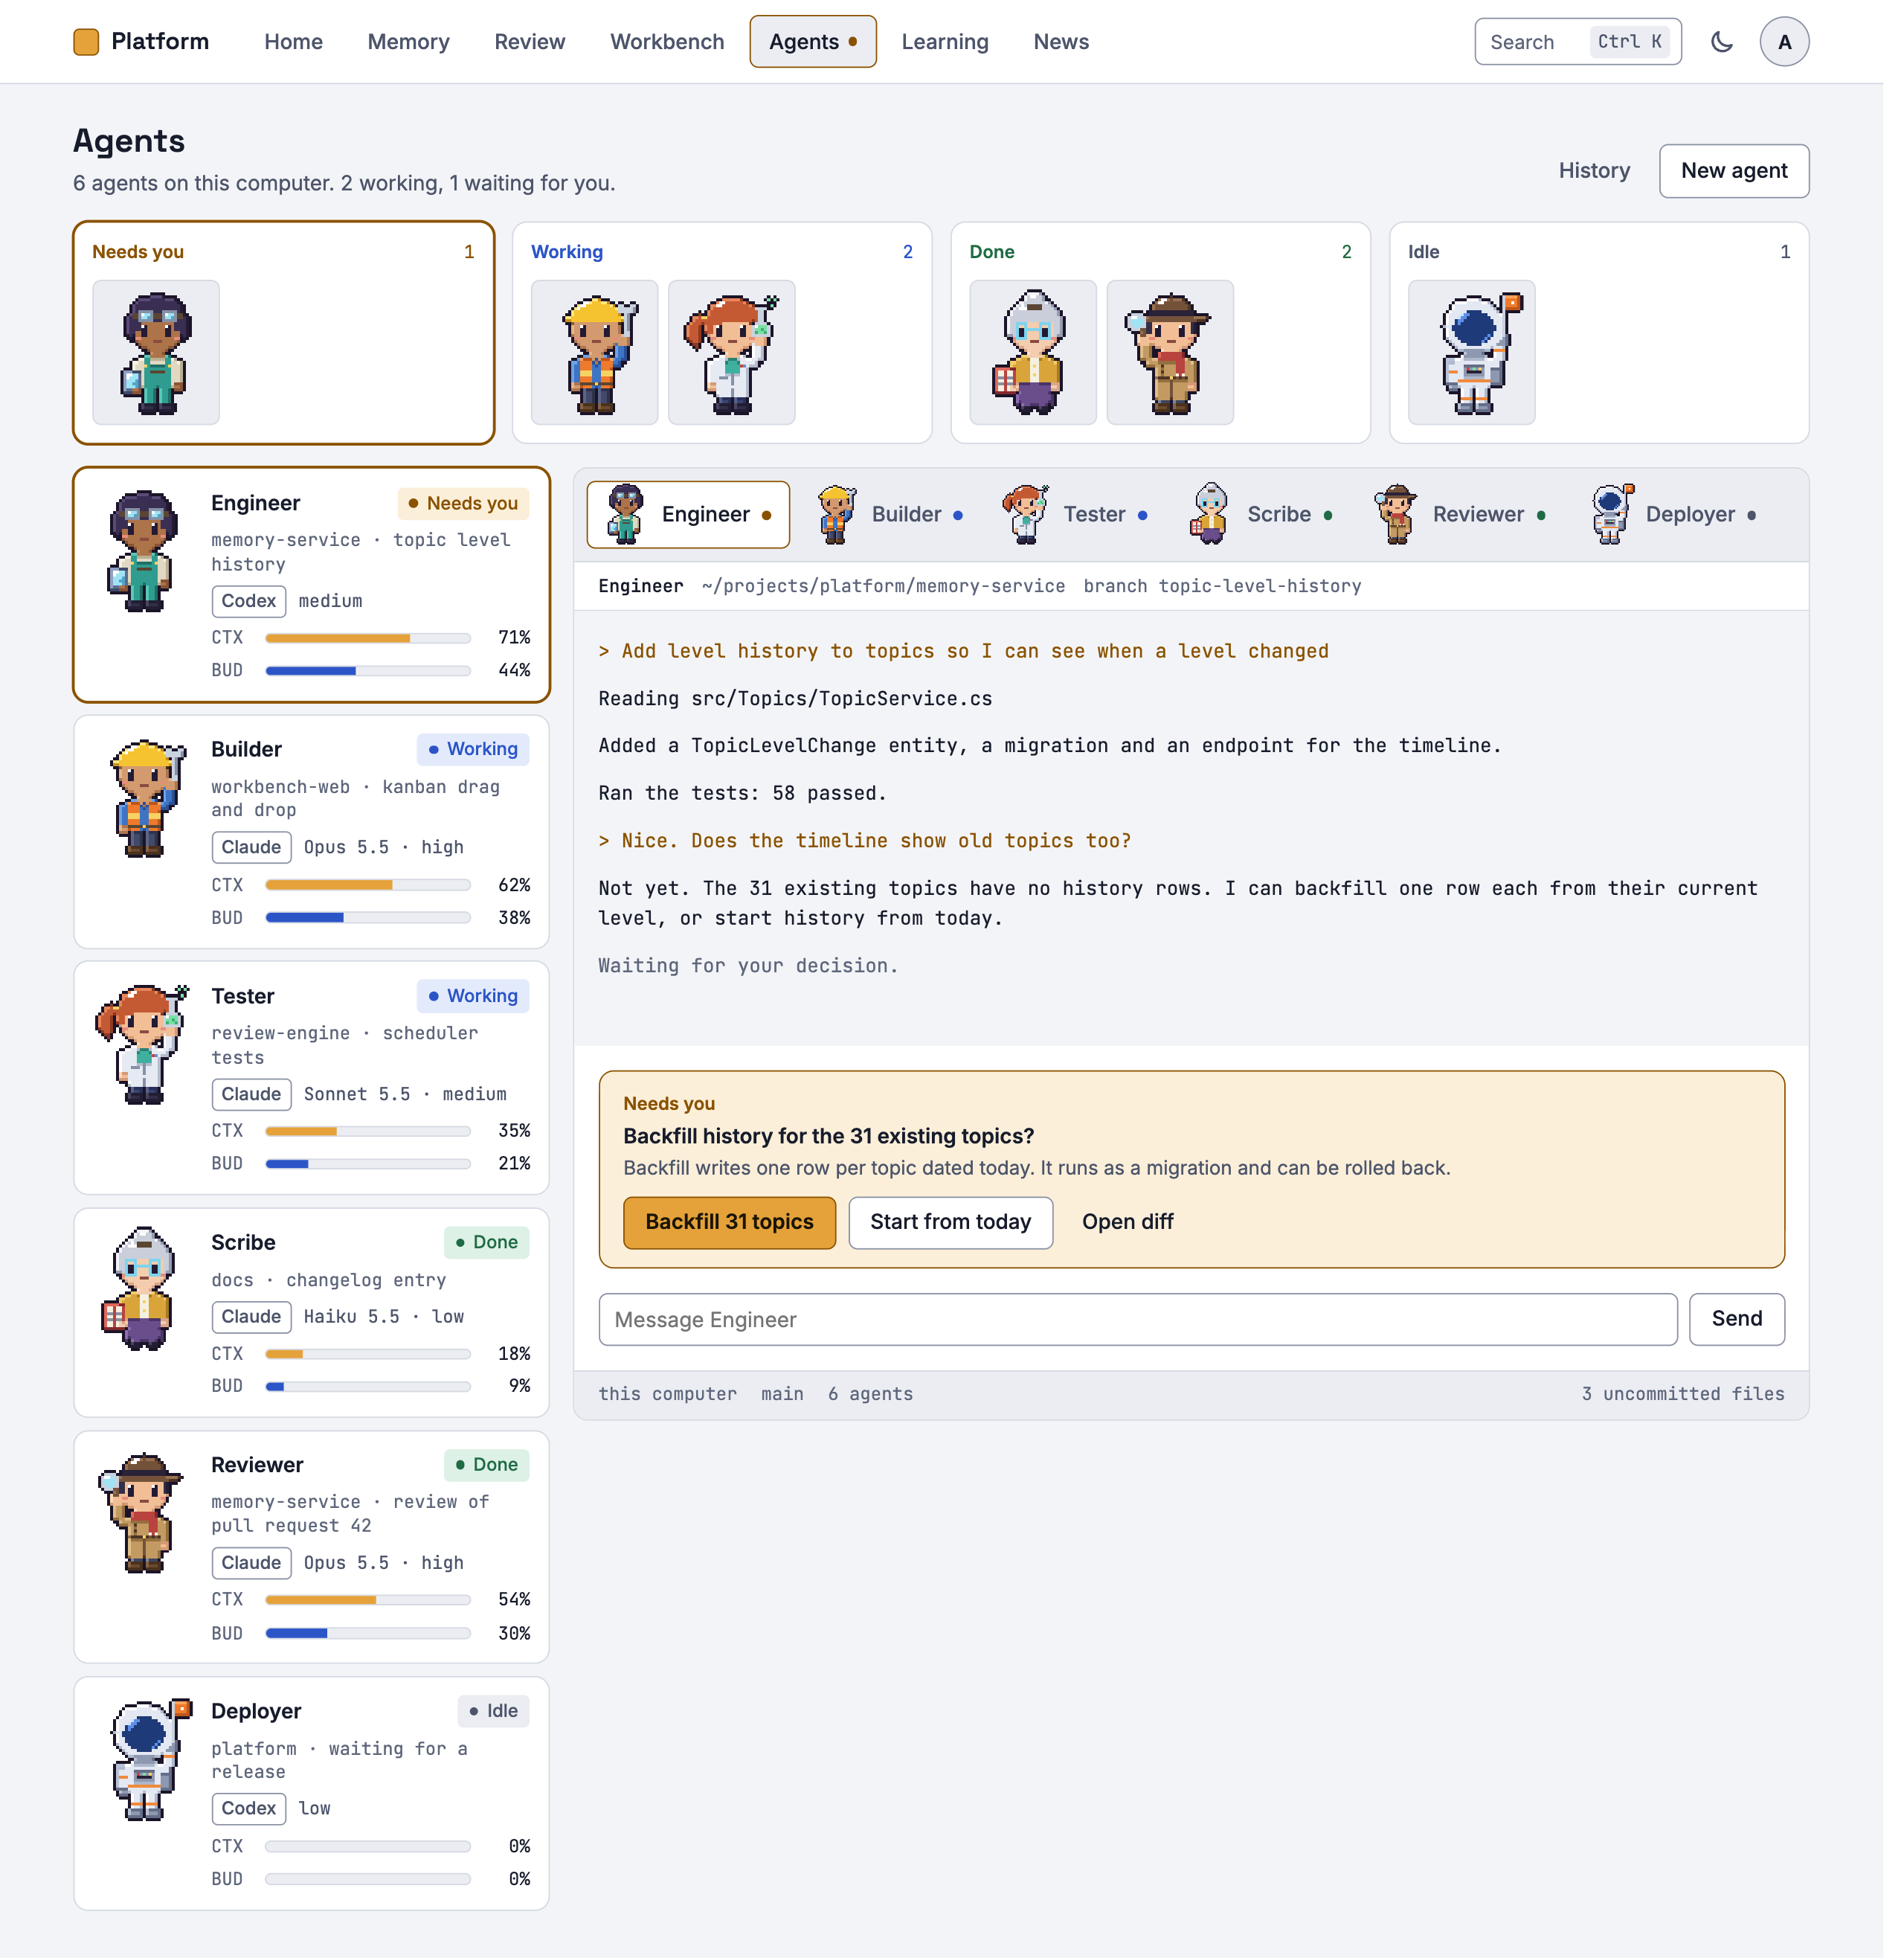 Platform
Home
Memory
Review
Workbench
Agents
Learning
News
Search
Ctrl K
A
Agents
6 agents on this computer. 2 working, 1 waiting for you.
History
New agent
Needs you
1
Working
2
Done
2
Idle
1
Engineer
Needs you
memory-service · topic level
history
Codex
medium
CTX
71%
BUD
44%
Builder
Working
workbench-web · kanban drag
and drop
Claude
Opus 5.5 · high
CTX
62%
BUD
38%
Tester
Working
review-engine · scheduler
tests
Claude
Sonnet 5.5 · medium
CTX
35%
BUD
21%
Scribe
Done
docs · changelog entry
Claude
Haiku 5.5 · low
CTX
18%
BUD
9%
Reviewer
Done
memory-service · review of
pull request 42
Claude
Opus 5.5 · high
CTX
54%
BUD
30%
Deployer
Idle
platform · waiting for a
release
Codex
low
CTX
0%
BUD
0%
Engineer
Builder
Tester
Scribe
Reviewer
Deployer
Engineer ~/projects/platform/memory-service branch topic-level-history
> Add level history to topics so I can see when a level changed
Reading src/Topics/TopicService.cs
Added a TopicLevelChange entity, a migration and an endpoint for the timeline.
Ran the tests: 58 passed.
> Nice. Does the timeline show old topics too?
Not yet. The 31 existing topics have no history rows. I can backfill one row each from their current
level, or start history from today.
Waiting for your decision.
Needs you
Backfill history for the 31 existing topics?
Backfill writes one row per topic dated today. It runs as a migration and can be rolled back.
Backfill 31 topics
Start from today
Open diff
Message Engineer
Send
this computer main 6 agents
3 uncommitted files